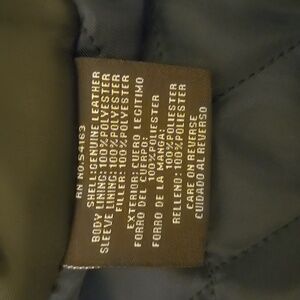 RN No.54163
SHELL:GENUINE LEATHER
BODY LINING:100%POLYESTER
SLEEVE LINING:100%POLYESTER
FILLER:100%POLYESTER
EXTERIOR:CUERO LEGITIMO
FORRO DEL CUERPO:
100%POLIESTER
FORRO DE LA MANGA:
100%POLIESTER
RELLENO:100%POLIESTER
CARE ON REVERSE
CUIDADO AL REVERSO